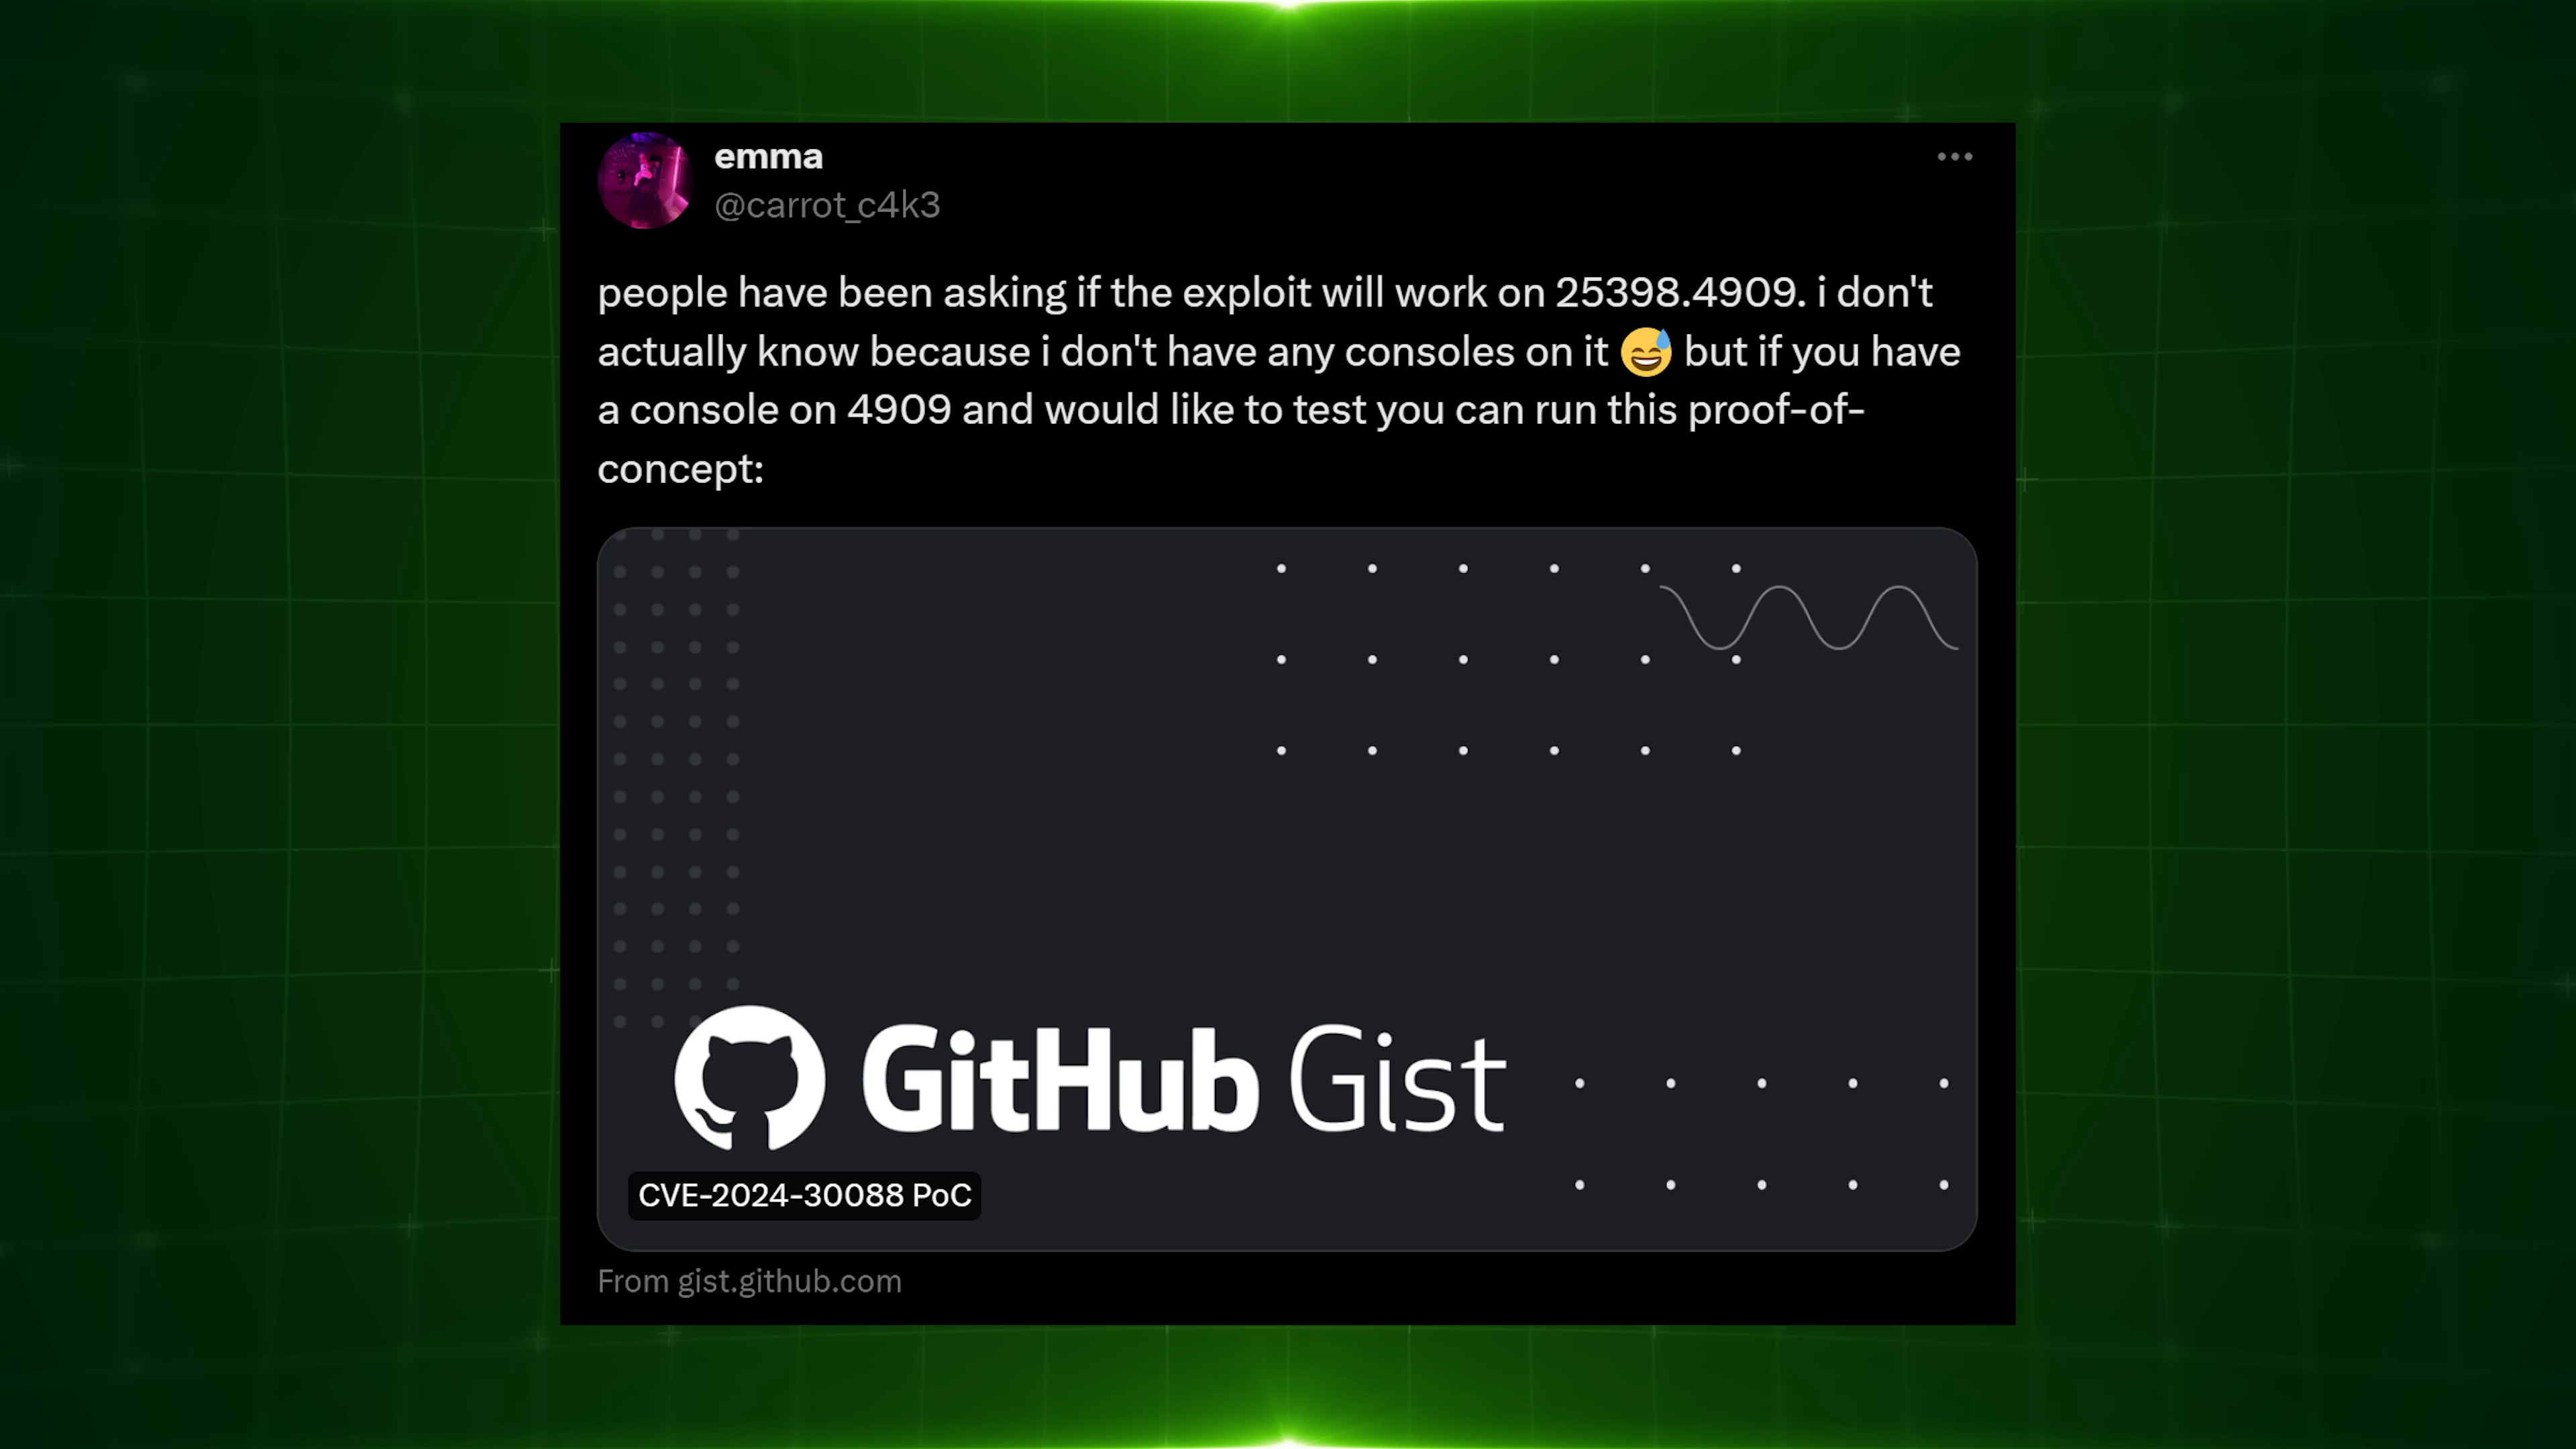 emma
@carrot_c4k3
people have been asking if the exploit will work on 25398.4909. i don't
actually know because i don't have any consoles on it 😅 but if you have
a console on 4909 and would like to test you can run this proof-of-
concept:
GitHub Gist
CVE-2024-30088 PoC
From gist.github.com